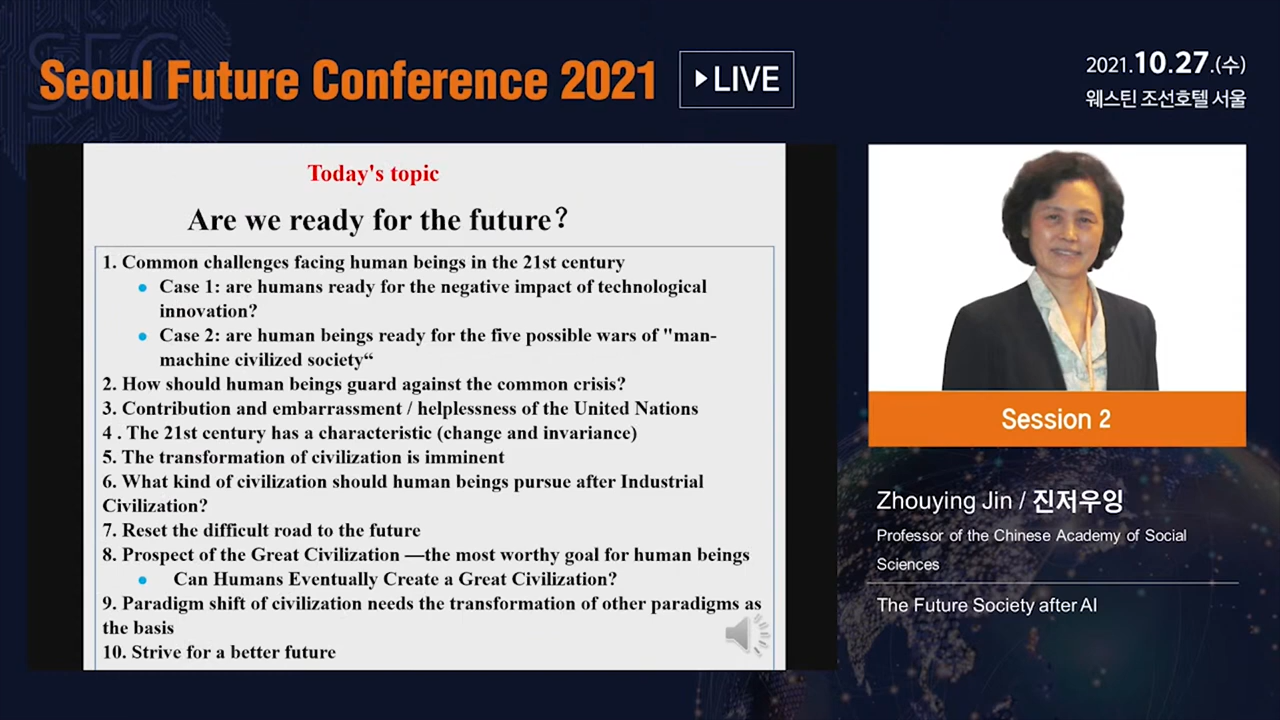 SFC
Seoul Future Conference 2021
LIVE
2021.10.27.(수)
웨스틴 조선호텔 서울
Today's topic
Are we ready for the future?
1. Common challenges facing human beings in the 21st century
● Case 1: are humans ready for the negative impact of technological
innovation?
● Case 2: are human beings ready for the five possible wars of "man-
machine civilized society“
2. How should human beings guard against the common crisis?
3. Contribution and embarrassment / helplessness of the United Nations
4 . The 21st century has a characteristic (change and invariance)
5. The transformation of civilization is imminent
6. What kind of civilization should human beings pursue after Industrial
Civilization?
7. Reset the difficult road to the future
8. Prospect of the Great Civilization —the most worthy goal for human beings
● Can Humans Eventually Create a Great Civilization?
9. Paradigm shift of civilization needs the transformation of other paradigms as
the basis
10. Strive for a better future
Session 2
Zhouying Jin / 진저우잉
Professor of the Chinese Academy of Social
Sciences
The Future Society after AI